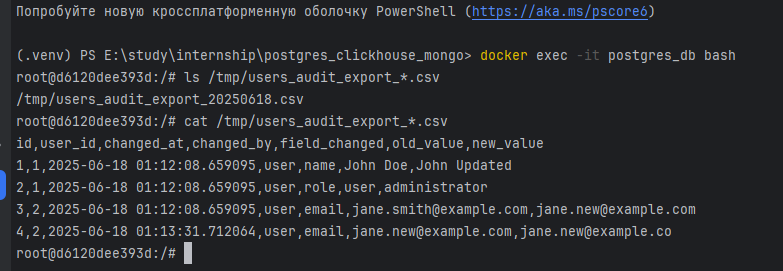 Попробуйте новую кроссплатформенную оболочку PowerShell (https://aka.ms/pscore6)
(.venv) PS E:\study\internship\postgres_clickhouse_mongo> docker exec -it postgres_db bash
root@d6120dee393d:/# ls /tmp/users_audit_export_*.csv
/tmp/users_audit_export_20250618.csv
root@d6120dee393d:/# cat /tmp/users_audit_export_*.csv
id,user_id,changed_at,changed_by,field_changed,old_value,new_value
1,1,2025-06-18 01:12:08.659095,user,name,John Doe,John Updated
2,1,2025-06-18 01:12:08.659095,user,role,user,administrator
3,2,2025-06-18 01:12:08.659095,user,email,jane.smith@example.com,jane.new@example.com
4,2,2025-06-18 01:13:31.712064,user,email,jane.new@example.com,jane.new@example.co
root@d6120dee393d:/#